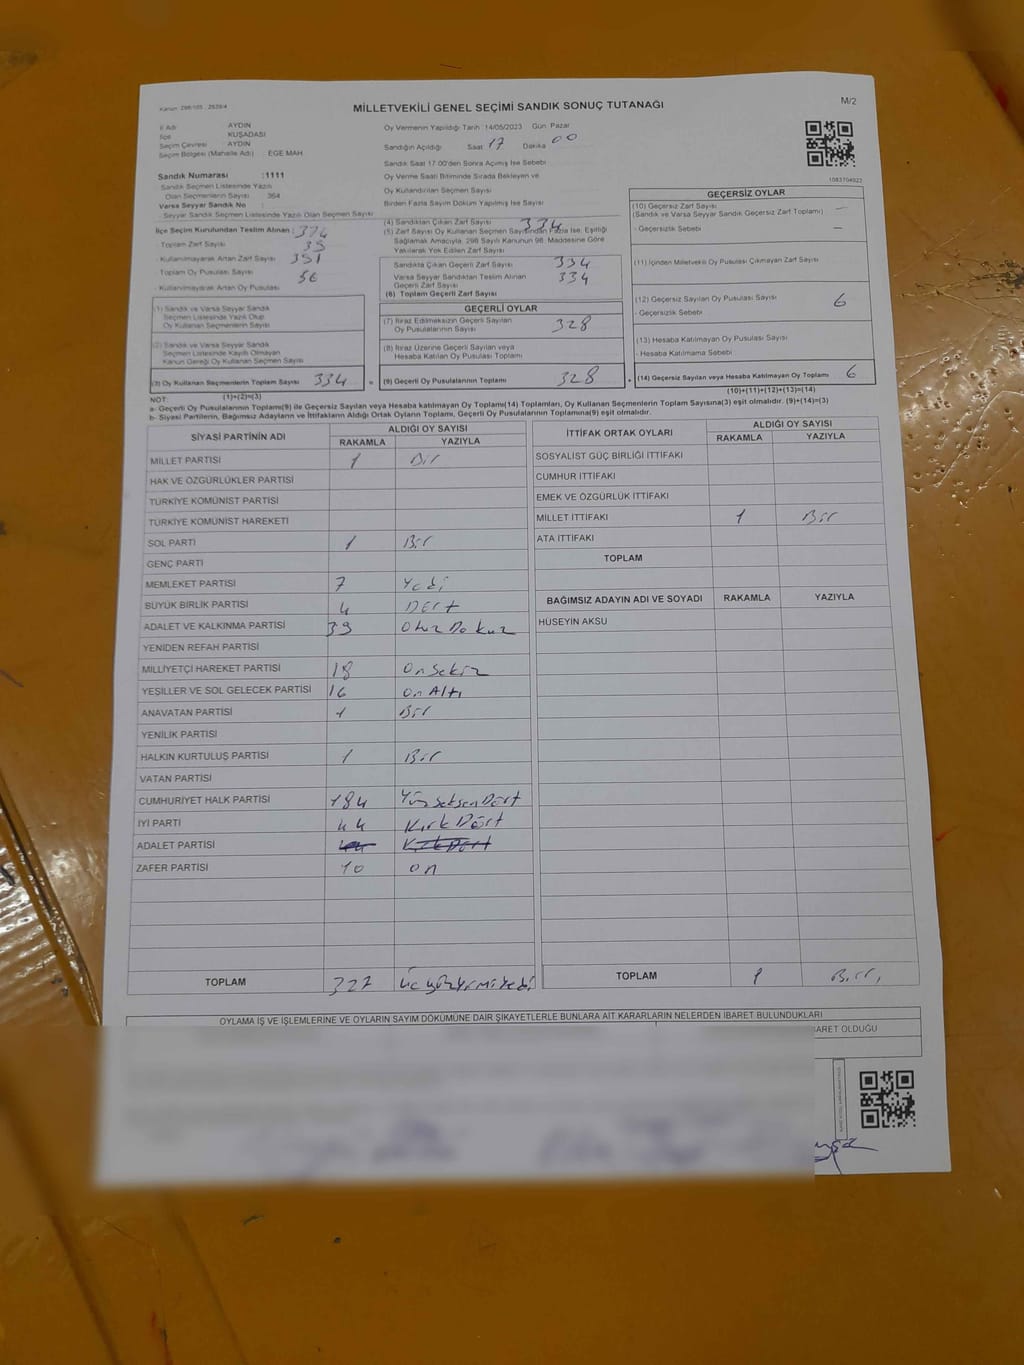 Kanun: 298/105 , 2839/4
MİLLETVEKİLİ GENEL SEÇİMİ SANDIK SONUÇ TUTANAĞI
M/2
İl Adı AYDIN
İlçe KUŞADASI
Seçim Çevresi AYDIN
Seçim Bölgesi (Mahalle Adı) EGE MAH
Sandık Numarası :1111
Sandık Seçmen Listesinde Yazılı
Olan Seçmenlerin Sayısı 364
Varsa Seyyar Sandık No :
Seyyar Sandık Seçmen Listesinde Yazılı Olan Seçmen Sayısı
Oy Vermenin Yapıldığı Tarih :14/05/2023 Gün Pazar
Sandığın Açıldığı Saat 17 Dakika 00
Sandık Saat 17:00'den Sonra Açılmış İse Sebebi
Oy Verme Saati Bitiminde Sırada Bekleyen ve
Oy Kullandırılan Seçmen Sayısı
Birden Fazla Sayım Döküm Yapılmış İse Sayısı
1083704022
İlçe Seçim Kurulundan Teslim Alınan :
- Toplam Zarf Sayısı
- Kullanılmayarak Artan Zarf Sayısı 35
- Toplam Oy Pusulası Sayısı 391
- Kullanılmayarak Artan Oy Pusulası 56
(4) Sandıktan Çıkan Zarf Sayısı 334
(5) Zarf Sayısı Oy Kullanan Seçmen Sayısından Fazla İse, Eşitliği
Sağlamak Amacıyla, 298 Sayılı Kanunun 98. Maddesine Göre
Yakılarak Yok Edilen Zarf Sayısı
Sandıkta Çıkan Geçerli Zarf Sayısı 334
Varsa Seyyar Sandıktan Teslim Alınan
Geçerli Zarf Sayısı 334
(6) Toplam Geçerli Zarf Sayısı
GEÇERSİZ OYLAR
(10) Geçersiz Zarf Sayısı —
(Sandık ve Varsa Seyyar Sandık Geçersiz Zarf Toplamı)
- Geçersizlik Sebebi —
(11) İçinden Milletvekili Oy Pusulası Çıkmayan Zarf Sayısı
(12) Geçersiz Sayılan Oy Pusulası Sayısı 6
- Geçersizlik Sebebi
(13) Hesaba Katılmayan Oy Pusulası Sayısı
- Hesaba Katılmama Sebebi
(14) Geçersiz Sayılan veya Hesaba Katılmayan Oy Toplamı 6
(10)+(11)+(12)+(13)=(14)
(1) Sandık ve Varsa Seyyar Sandık
Seçmen Listesinde Yazılı Olup
Oy Kullanan Seçmenlerin Sayısı
(2) Sandık ve Varsa Seyyar Sandık
Seçmen Listesinde Kayıtlı Olmayan
Kanun Gereği Oy Kullanan Seçmen Sayısı
(3) Oy Kullanan Seçmenlerin Toplam Sayısı 334 =
(1)+(2)=(3)
GEÇERLİ OYLAR
(7) İtiraz Edilmeksizin Geçerli Sayılan
Oy Pusulalarının Sayısı 328
(8) İtiraz Üzerine Geçerli Sayılan veya
Hesaba Katılan Oy Pusulası Toplamı
(9) Geçerli Oy Pusulalarının Toplamı 328 +
NOT:
a- Geçerli Oy Pusulalarının Toplamı(9) ile Geçersiz Sayılan veya Hesaba Katılmayan Oy Toplamı(14) Toplamları, Oy Kullanan Seçmenlerin Toplam Sayısına(3) eşit olmalıdır. (9)+(14)=(3)
b- Siyasi Partilerin, Bağımsız Adayların ve İttifakların Aldığı Ortak Oyların Toplamı, Geçerli Oy Pusulalarının Toplamına(9) eşit olmalıdır.
SİYASİ PARTİNİN ADI ALDIĞI OY SAYISI
RAKAMLA YAZIYLA
MİLLET PARTİSİ 1 Bir
HAK VE ÖZGÜRLÜKLER PARTİSİ
TÜRKİYE KOMÜNİST PARTİSİ
TÜRKİYE KOMÜNİST HAREKETİ
SOL PARTİ 1 Bir
GENÇ PARTİ
MEMLEKET PARTİSİ 7 Yedi
BÜYÜK BİRLİK PARTİSİ 4 Dört
ADALET VE KALKINMA PARTİSİ 39 Otuz Dokuz
YENİDEN REFAH PARTİSİ
MİLLİYETÇİ HAREKET PARTİSİ 18 On Sekiz
YEŞİLLER VE SOL GELECEK PARTİSİ 16 On Altı
ANAVATAN PARTİSİ 1 Bir
YENİLİK PARTİSİ
HALKIN KURTULUŞ PARTİSİ 1 Bir
VATAN PARTİSİ
CUMHURİYET HALK PARTİSİ 184 Yüz Seksen Dört
İYİ PARTİ 44 Kırk Dört
ADALET PARTİSİ 44 Kırk Dört
ZAFER PARTİSİ 10 On
TOPLAM 327 Üç yüz yirmi yedi
İTTİFAK ORTAK OYLARI ALDIĞI OY SAYISI
RAKAMLA YAZIYLA
SOSYALİST GÜÇ BİRLİĞİ İTTİFAKI
CUMHUR İTTİFAKI
EMEK VE ÖZGÜRLÜK İTTİFAKI
MİLLET İTTİFAKI 1 Bir
ATA İTTİFAKI
TOPLAM
BAĞIMSIZ ADAYIN ADI VE SOYADI RAKAMLA YAZIYLA
HÜSEYİN AKSU
TOPLAM 1 Bir
OYLAMA İŞ VE İŞLEMLERİNE VE OYLARIN SAYIM DÖKÜMÜNE DAİR ŞİKAYETLERLE BUNLARA AİT KARARLARIN NELERDEN İBARET BULUNDUKLARI
İBARET OLDUĞU